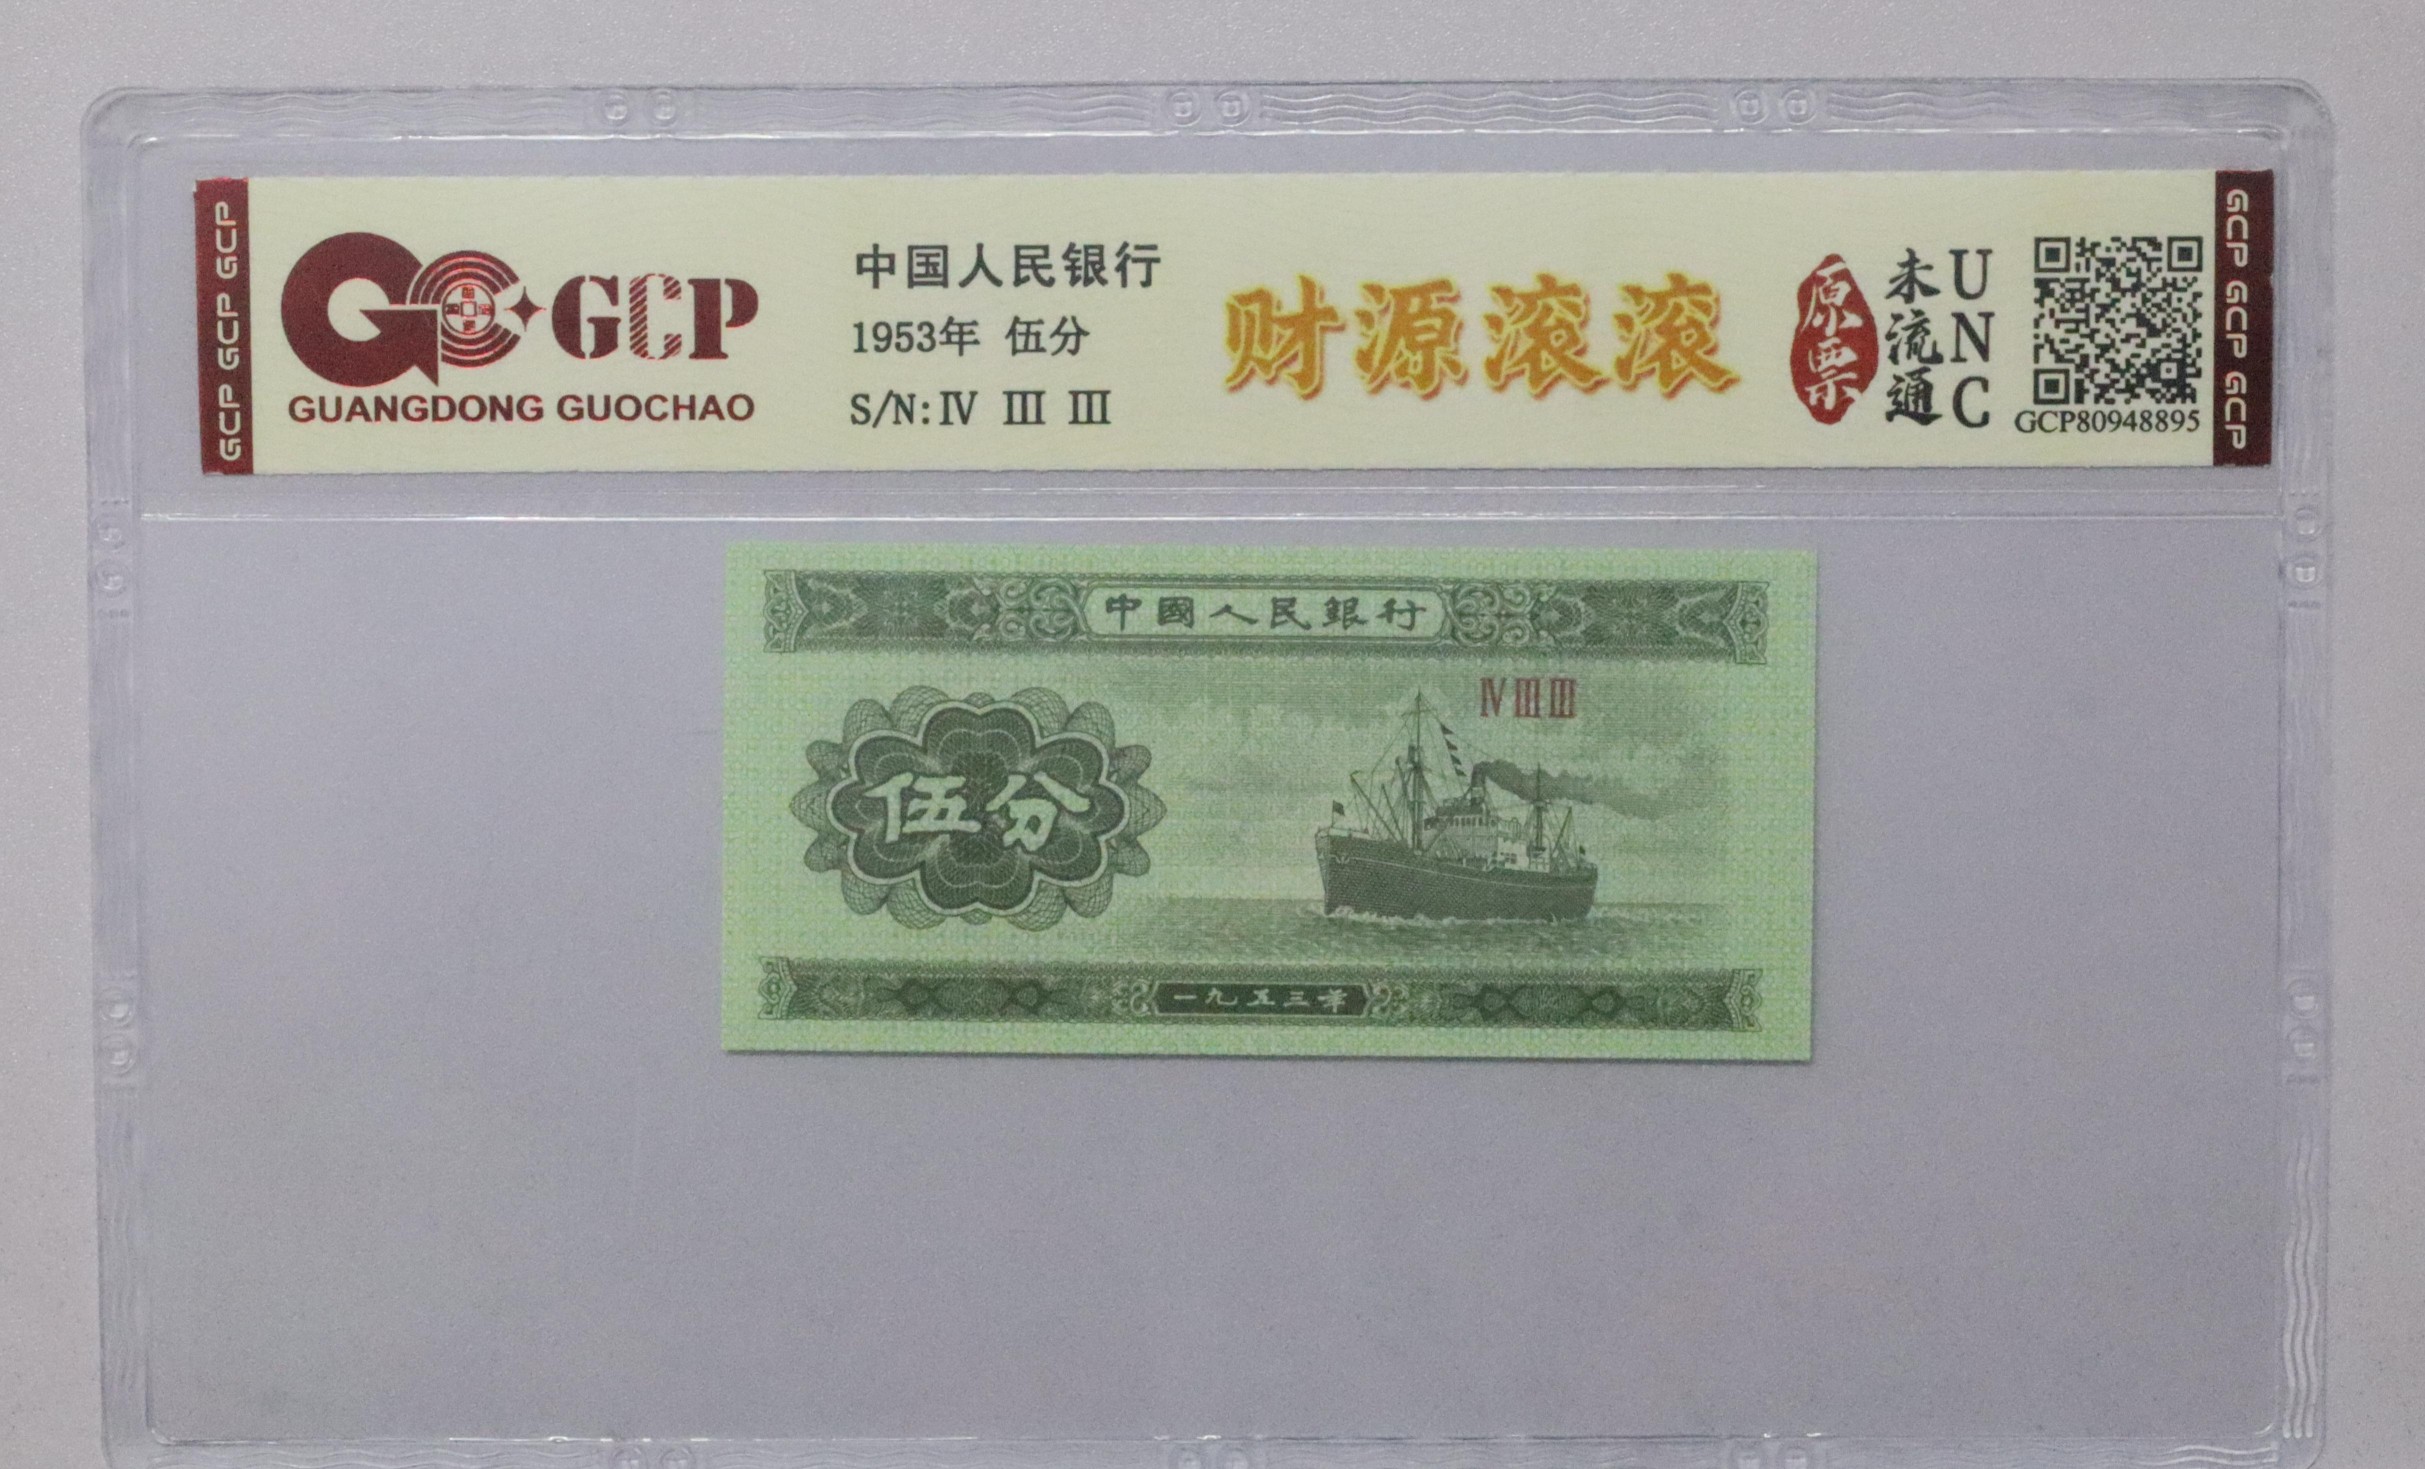 GCP GCP GCP
GCP
GUANGDONG GUOCHAO
中国人民银行
1953年 伍分
S/N: Ⅳ Ⅲ Ⅲ
财源滚滚
原票
未流通
UNC
GCP80948895
GCP GCP GCP
中國人民銀行
ⅣⅢⅢ
伍分
一九五三年